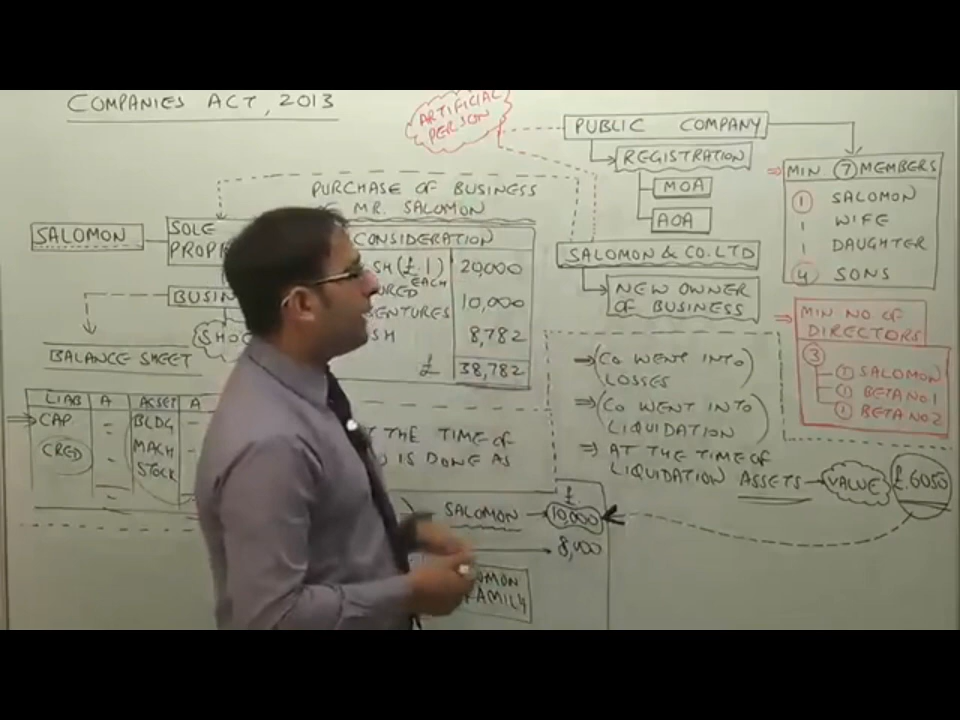 COMPANIES ACT, 2013
ARTIFICIAL
PERSON
PUBLIC COMPANY
REGISTRATION
MOA
AOA
SALOMON & CO. LTD
NEW OWNER
OF BUSINESS
MIN 7 MEMBERS
1 SALOMON
1 WIFE
1 DAUGHTER
4 SONS
MIN NO. OF
DIRECTORS
3
1 SALOMON
1 BETA NO.1
1 BETA NO 2
PURCHASE OF BUSINESS
MR. SALOMON
SALOMON
SOLE
CONSIDERATION
(£.1) EACH 20,000
10,000
8,782
£ 38,782
BALANCE SHEET
LIAB A ASSET A
CAP - BLDG -
CRED - MACH
STOCK
THE TIME OF
IS DONE AS
£
SALOMON 10,000
8,000
FAMILY
CO WENT INTO
LOSSES
CO WENT INTO
LIQUIDATION
AT THE TIME OF
LIQUIDATION ASSETS VALUE £.6050